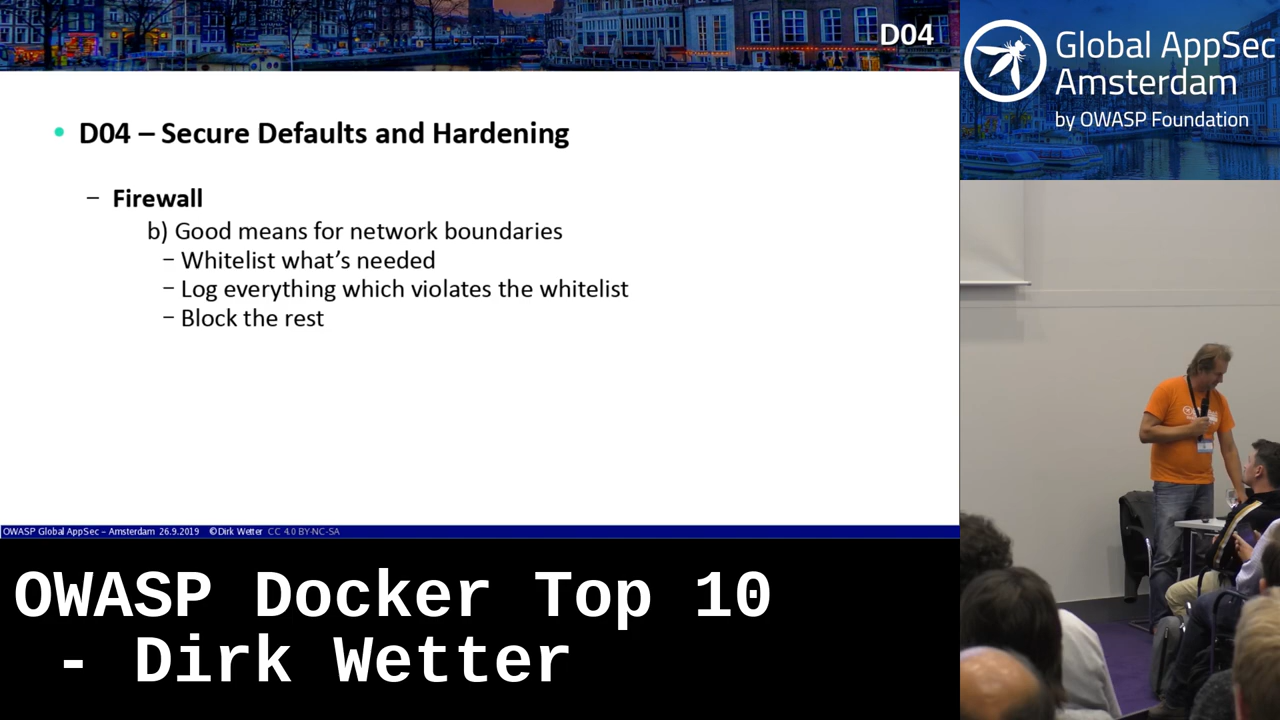 D04
Global AppSec
Amsterdam
by OWASP Foundation
• D04 – Secure Defaults and Hardening
– Firewall
b) Good means for network boundaries
– Whitelist what's needed
– Log everything which violates the whitelist
– Block the rest
OWASP Global AppSec – Amsterdam 26.9.2019 ©Dirk Wetter CC 4.0 BY-NC-SA
OWASP Docker Top 10
- Dirk Wetter